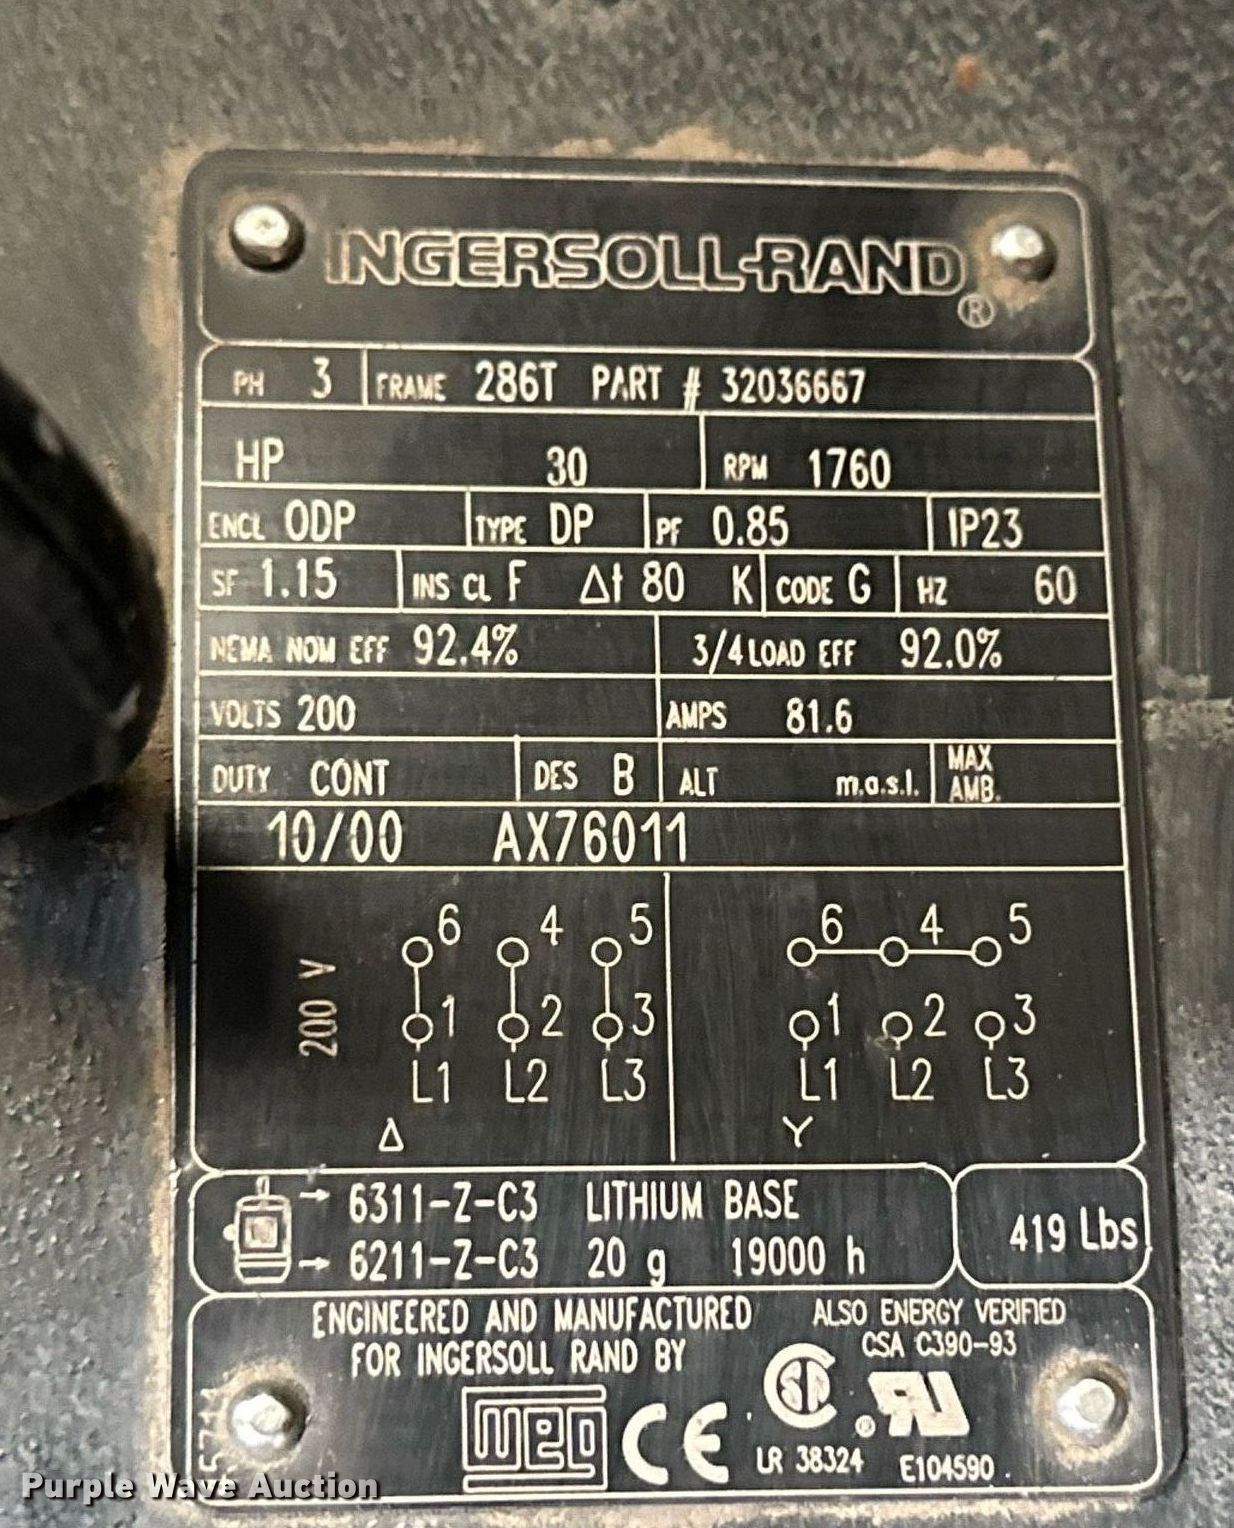 INGERSOLL-RAND®
PH 3 FRAME 286T PART # 32036667
HP 30 RPM 1760
ENCL ODP TYPE DP PF 0.85 IP23
SF 1.15 INS CL F Δt 80 K CODE G HZ 60
NEMA NOM EFF 92.4% 3/4 LOAD EFF 92.0%
VOLTS 200 AMPS 81.6
DUTY CONT DES B ALT m.a.s.l. MAX AMB.
10/00 AX76011
6 4 5 6 4 5
200 V
1 2 3 1 2 3
L1 L2 L3 L1 L2 L3
Δ Y
6311-Z-C3 LITHIUM BASE
6211-Z-C3 20 g 19000 h
419 Lbs
ENGINEERED AND MANUFACTURED
FOR INGERSOLL RAND BY
ALSO ENERGY VERIFIED
CSA C390-93
WEG CE
LR 38324 E104590
Purple Wave Auction